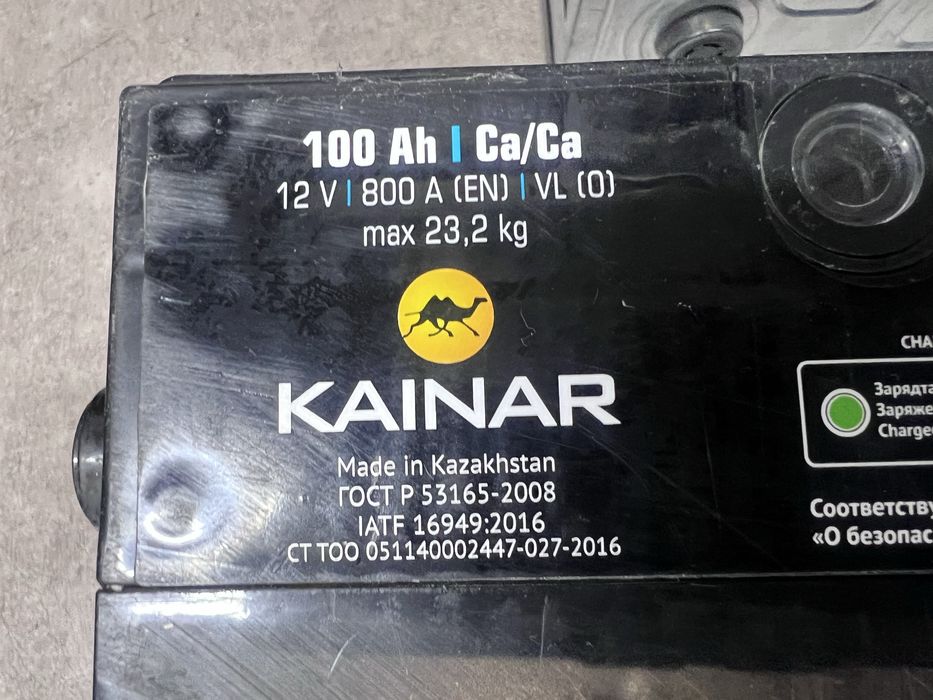 100 Ah | Ca/Ca
12 V | 800 A (EN) | VL (0)
max 23,2 kg
KAINAR
Made in Kazakhstan
ГОСТ Р 53165-2008
IATF 16949:2016
СТ ТОО 051140002447-027-2016